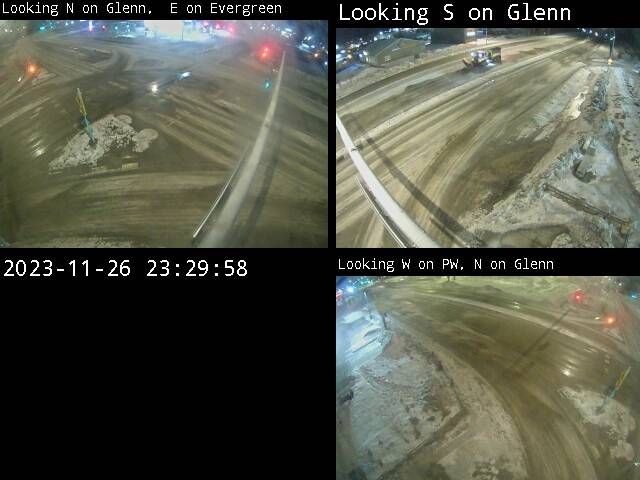 Looking N on Glenn, E on Evergreen
Looking S on Glenn
2023-11-26 23:29:58
Looking W on PW, N on Glenn